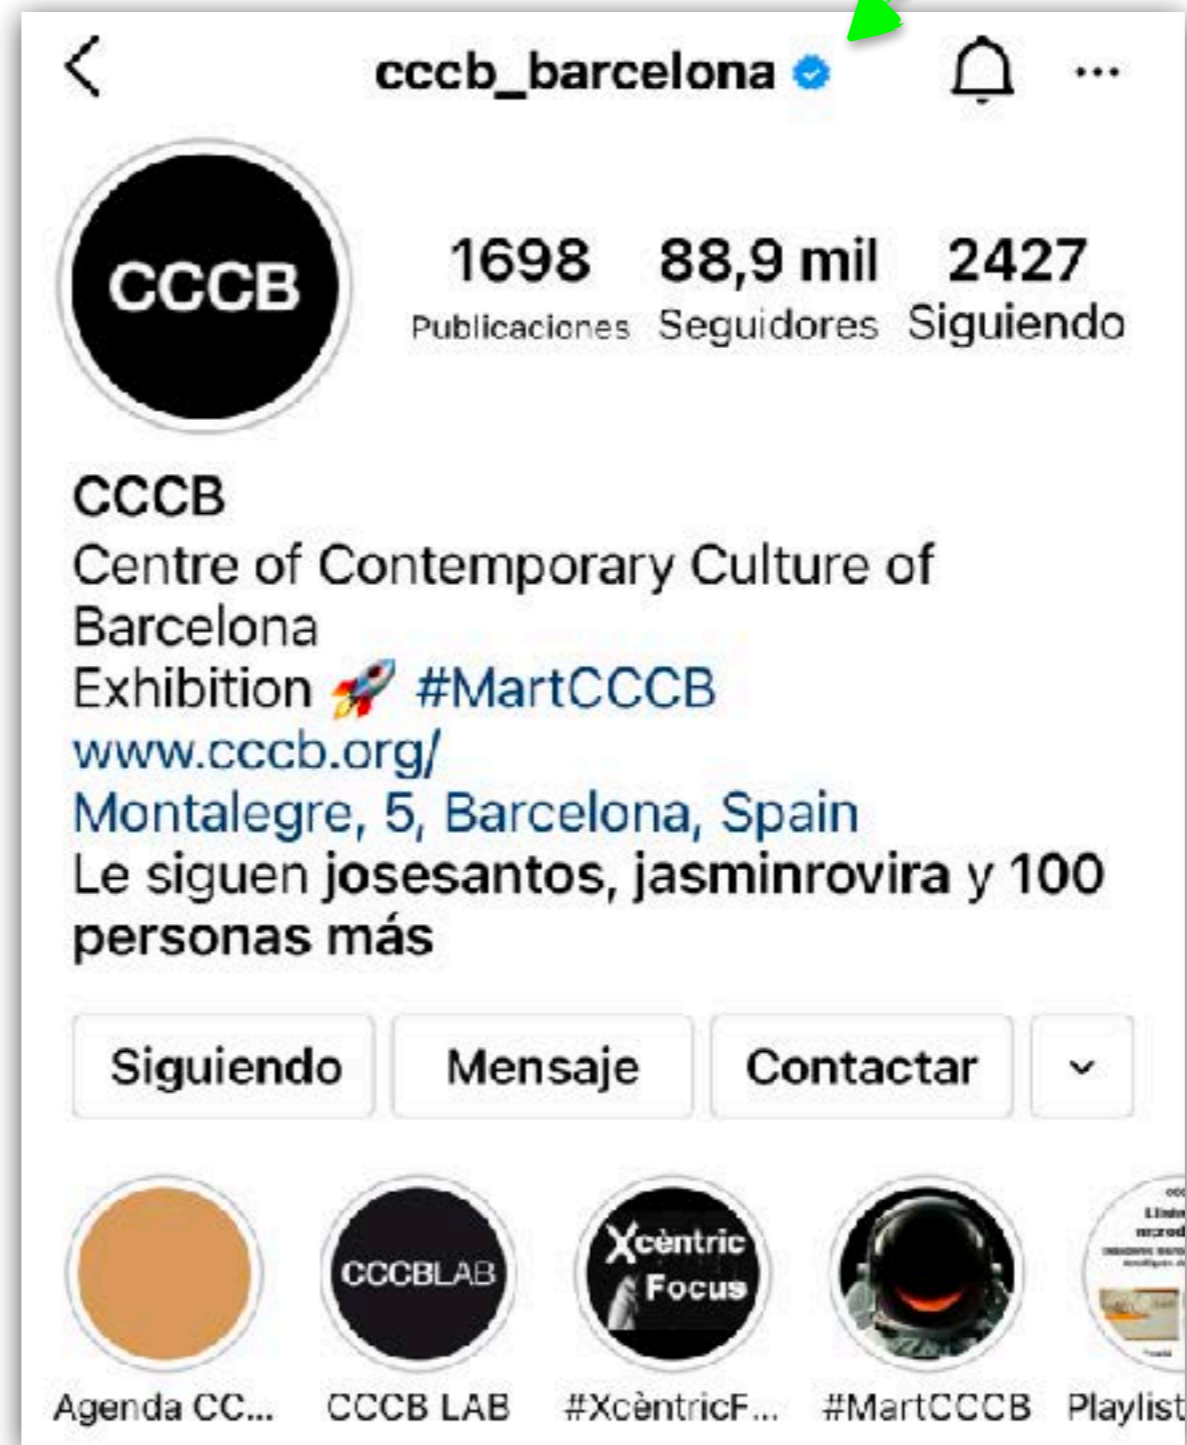 cccb_barcelona
CCCB
1698 88,9 mil 2427
Publicaciones Seguidores Siguiendo
CCCB
Centre of Contemporary Culture of
Barcelona
Exhibition 🚀 #MartCCCB
www.cccb.org/
Montalegre, 5, Barcelona, Spain
Le siguen josesantos, jasminrovira y 100
personas más
Siguiendo Mensaje Contactar
CCCBLAB
Xcèntric
Focus
Agenda CC... CCCB LAB #XcèntricF... #MartCCCB Playlist